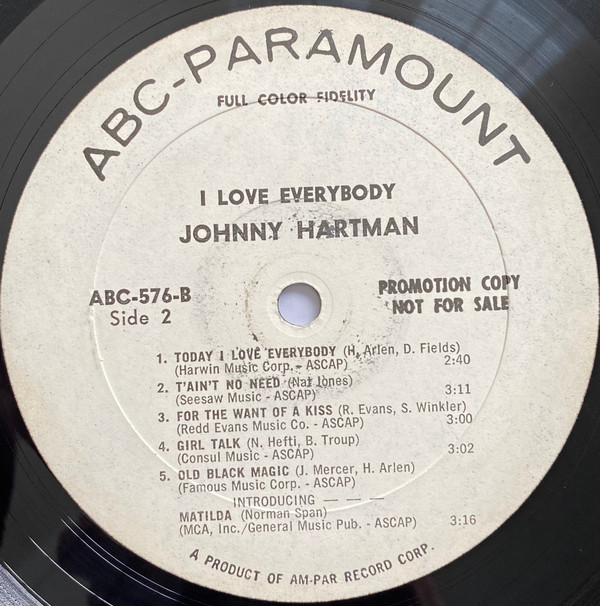 ABC-PARAMOUNT
FULL COLOR FIDELITY
I LOVE EVERYBODY
JOHNNY HARTMAN
ABC-576-B
Side 2
PROMOTION COPY
NOT FOR SALE
1. TODAY I LOVE EVERYBODY (H. Arlen, D. Fields)
(Harwin Music Corp. - ASCAP) 2:40
2. T'AIN'T NO NEED (Nat Jones)
(Seesaw Music - ASCAP) 3:11
3. FOR THE WANT OF A KISS (R. Evans, S. Winkler)
(Redd Evans Music Co. - ASCAP) 3:00
4. GIRL TALK (N. Hefti, B. Troup)
(Consul Music - ASCAP) 3:02
5. OLD BLACK MAGIC (J. Mercer, H. Arlen)
(Famous Music Corp. - ASCAP)
INTRODUCING — — —
MATILDA (Norman Span)
(MCA, Inc./General Music Pub. - ASCAP) 3:16
A PRODUCT OF AM-PAR RECORD CORP.